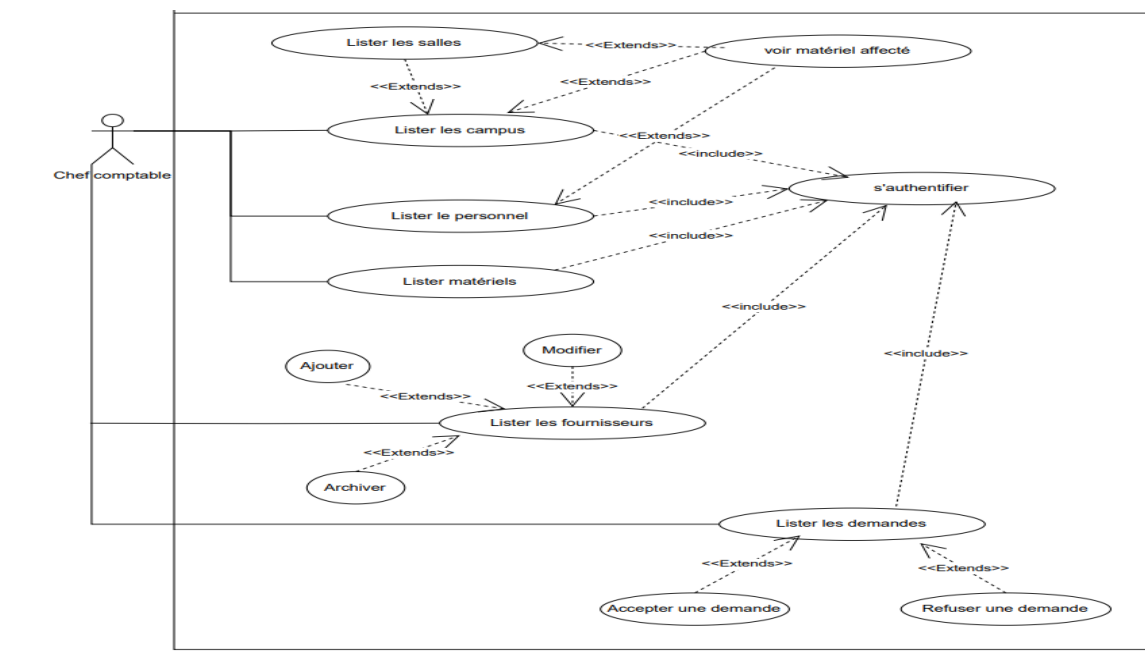 Lister les salles
<<Extends>>
voir matériel affecté
<<Extends>>
<<Extends>>
Lister les campus
<<Extends>>
<<include>>
Chef comptable
s'authentifier
<<include>>
Lister le personnel
<<include>>
Lister matériels
<<include>>
Modifier
<<include>>
Ajouter
<<Extends>>
<<Extends>>
Lister les fournisseurs
<<Extends>>
Archiver
Lister les demandes
<<Extends>>
<<Extends>>
Accepter une demande
Refuser une demande